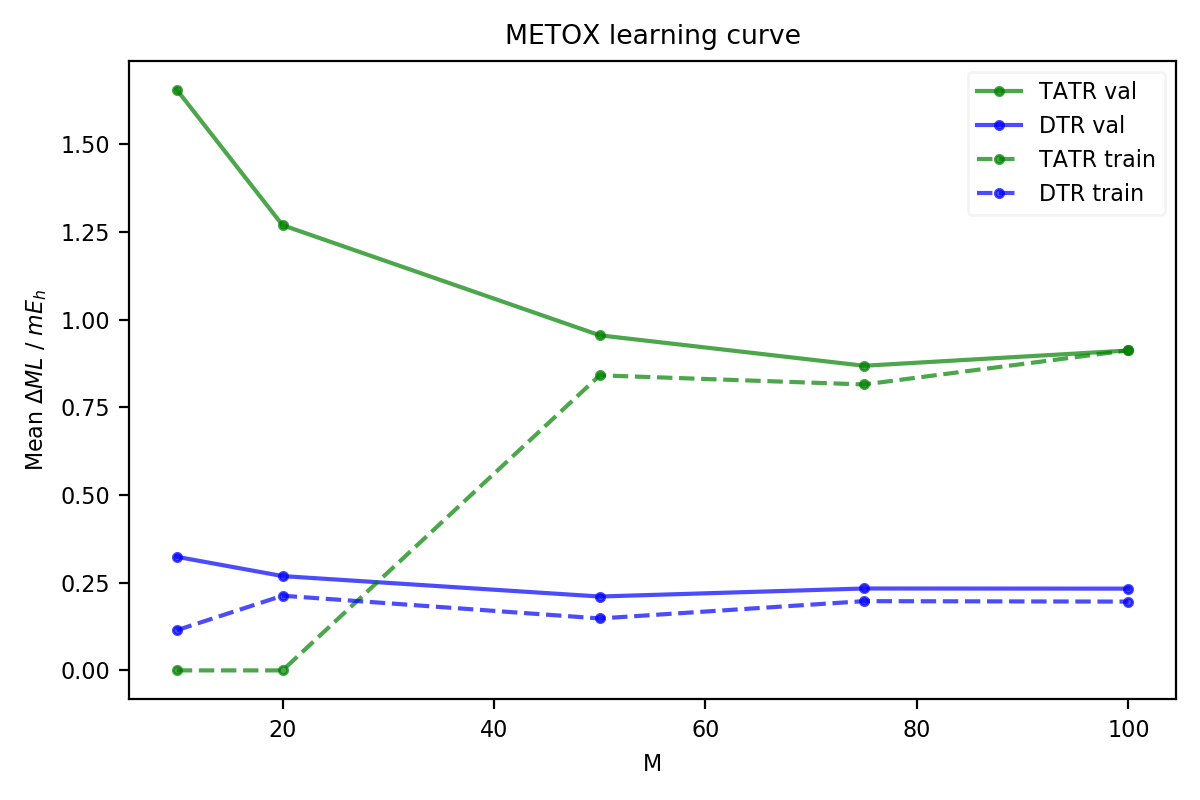 METOX learning curve
TATR val
DTR val
TATR train
DTR train
1.50
1.25
1.00
0.75
0.50
0.25
0.00
Mean ΔML / mE_h
20 40 60 80 100
M